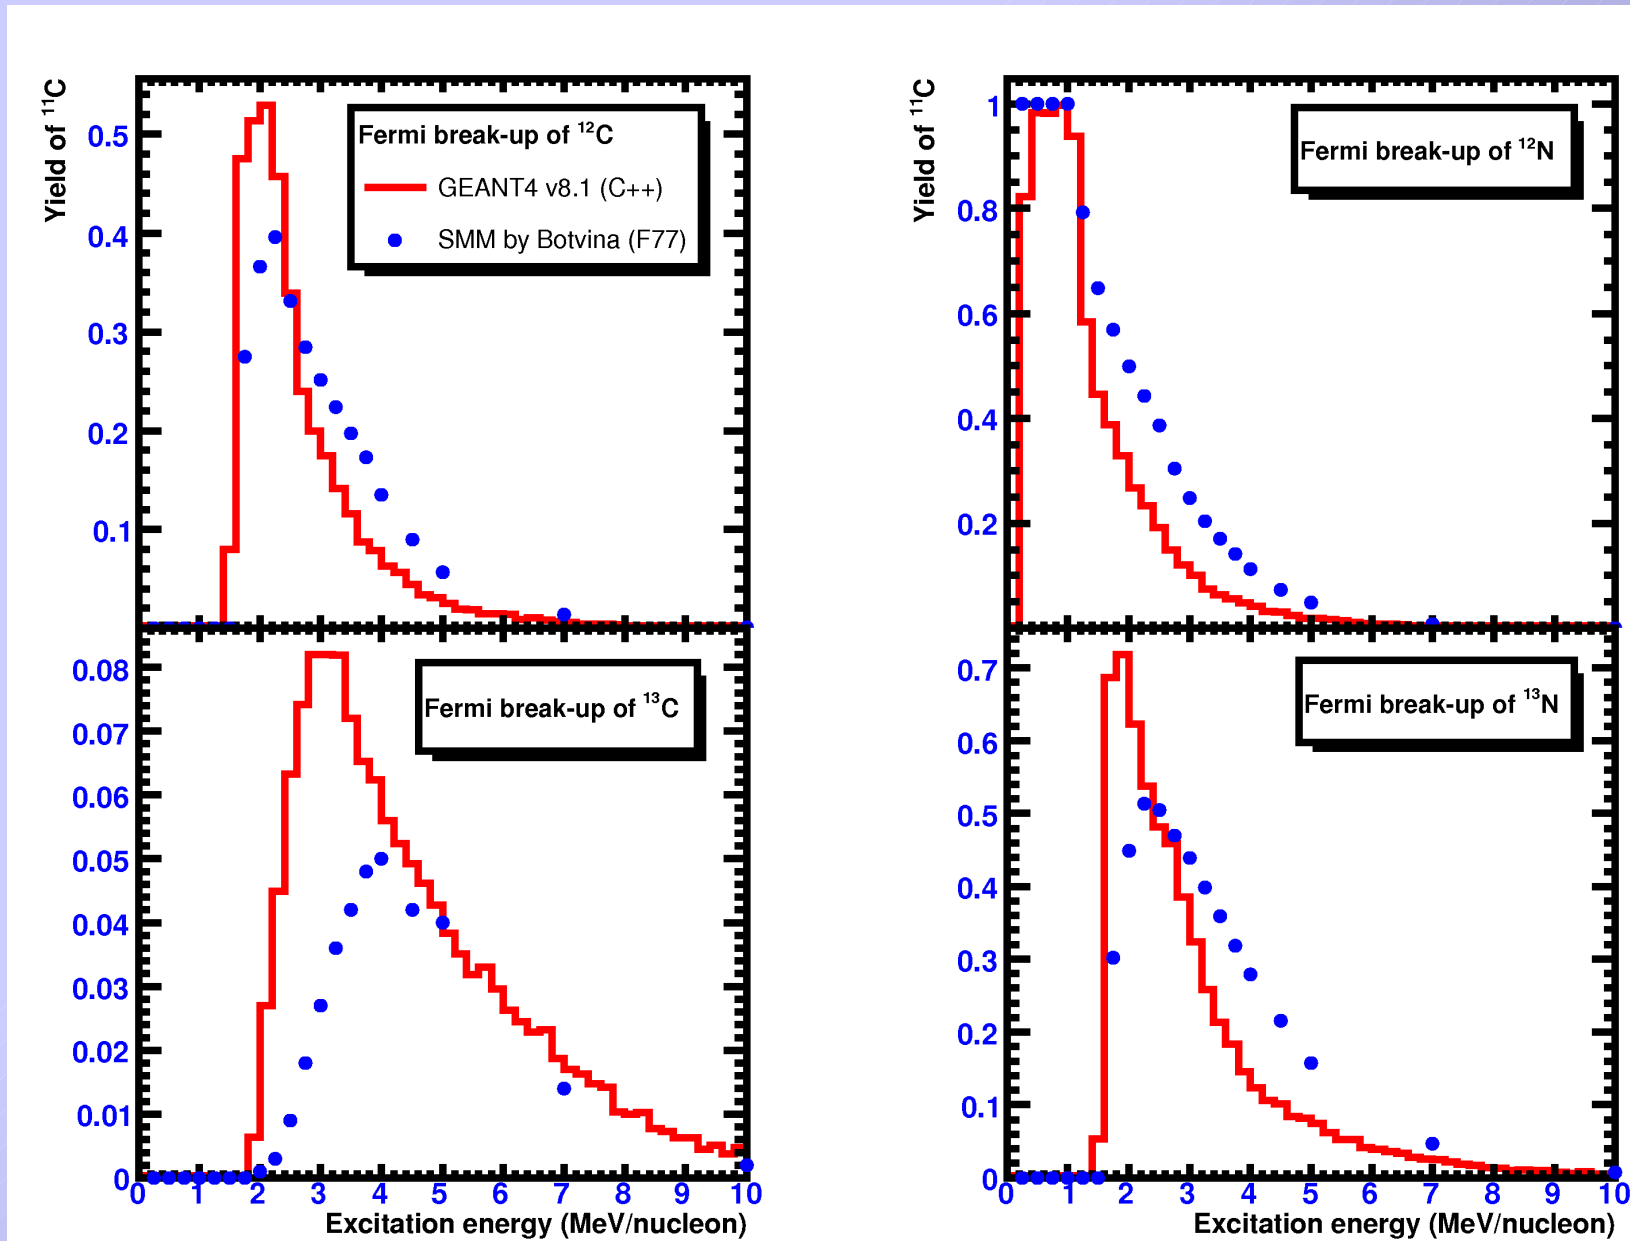 Yield of ¹¹C
0.5
0.4
0.3
0.2
0.1
Fermi break-up of ¹²C
GEANT4 v8.1 (C++)
SMM by Botvina (F77)
Yield of ¹¹C
1
0.8
0.6
0.4
0.2
Fermi break-up of ¹²N
0.08
0.07
0.06
0.05
0.04
0.03
0.02
0.01
0
Fermi break-up of ¹³C
0 1 2 3 4 5 6 7 8 9 10
Excitation energy (MeV/nucleon)
0.7
0.6
0.5
0.4
0.3
0.2
0.1
0
Fermi break-up of ¹³N
0 1 2 3 4 5 6 7 8 9 10
Excitation energy (MeV/nucleon)